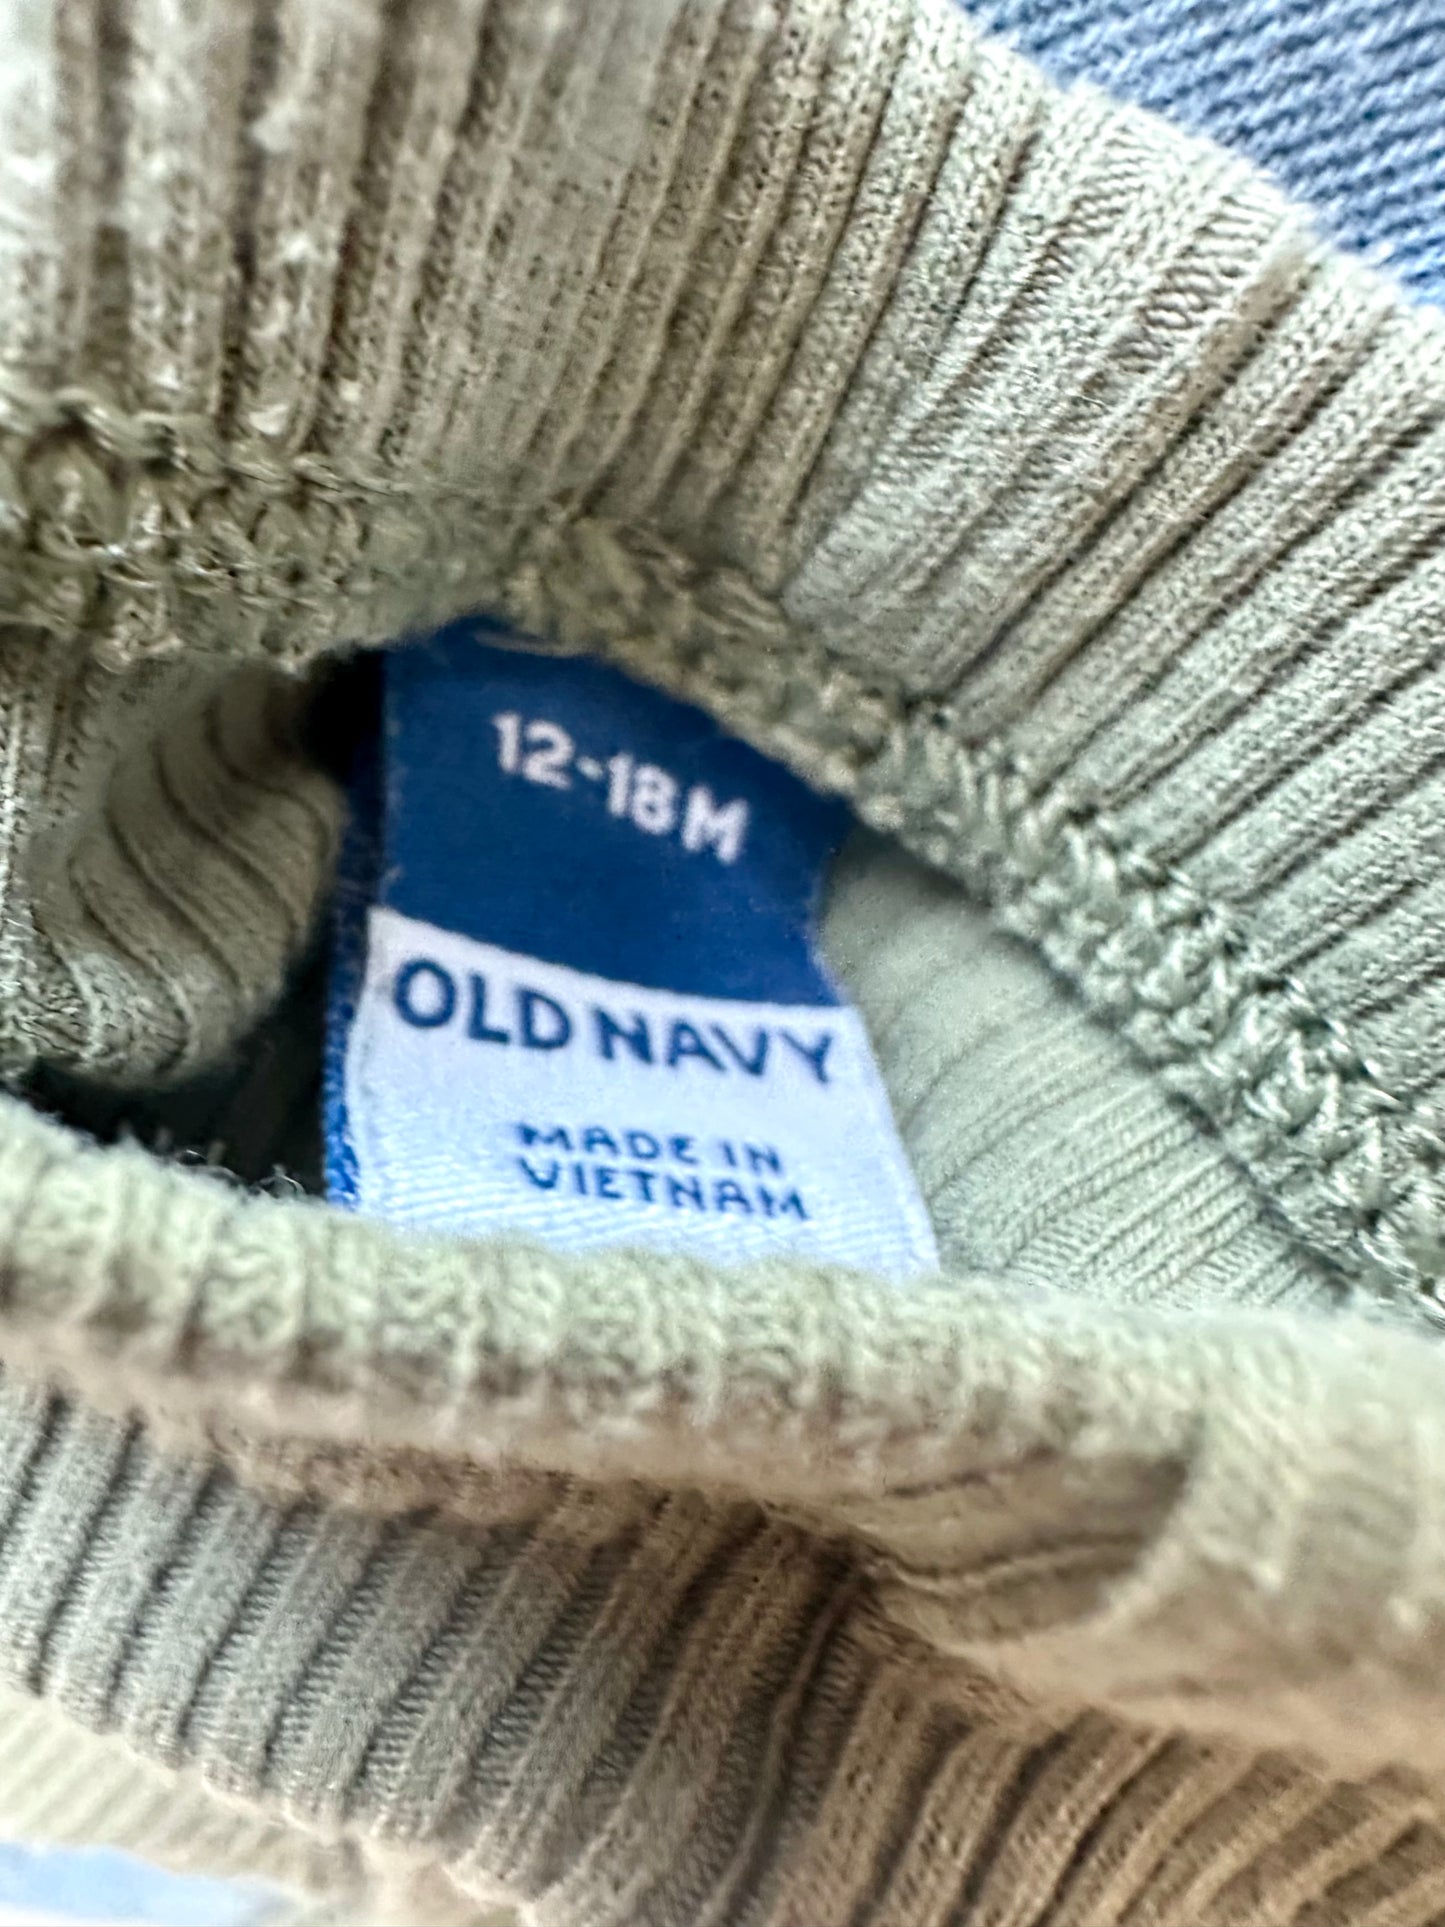 12-18M
OLD NAVY
MADE IN
VIETNAM